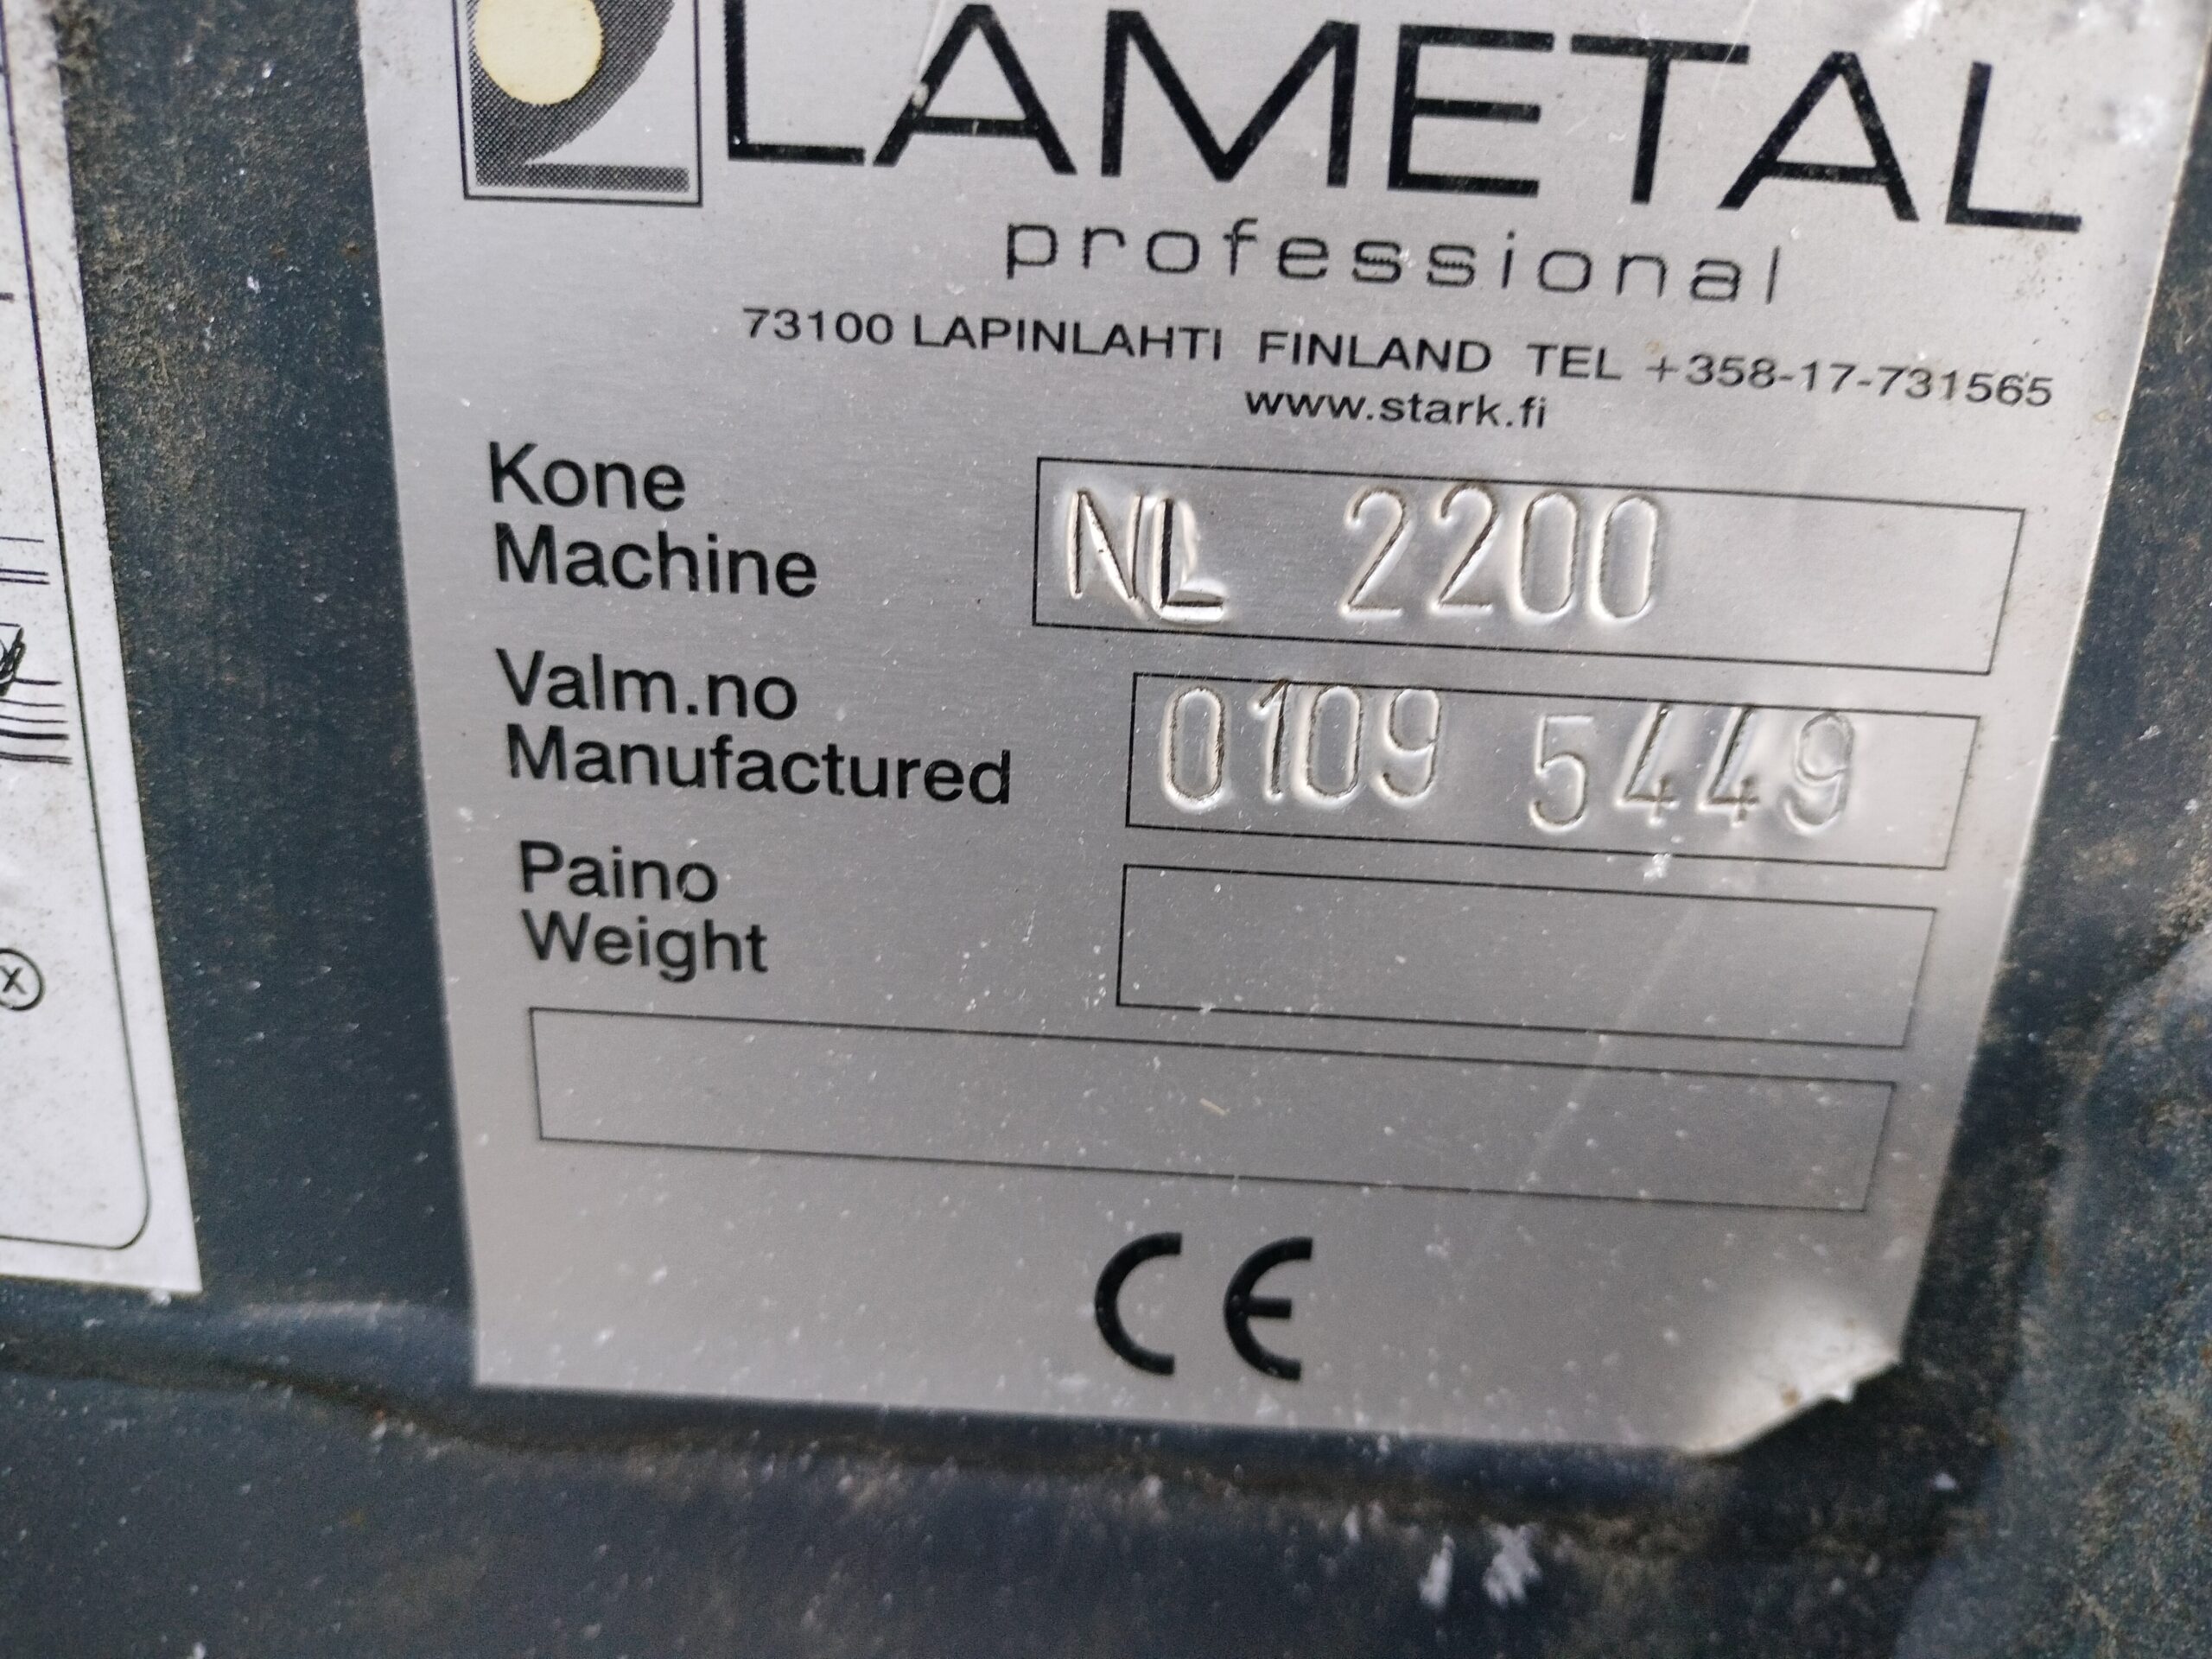 LAMETAL
professional
73100 LAPINLAHTI FINLAND TEL +358-17-731565
www.stark.fi
Kone
Machine
NL 2200
Valm.no
Manufactured
0109 5449
Paino
Weight
CE
X